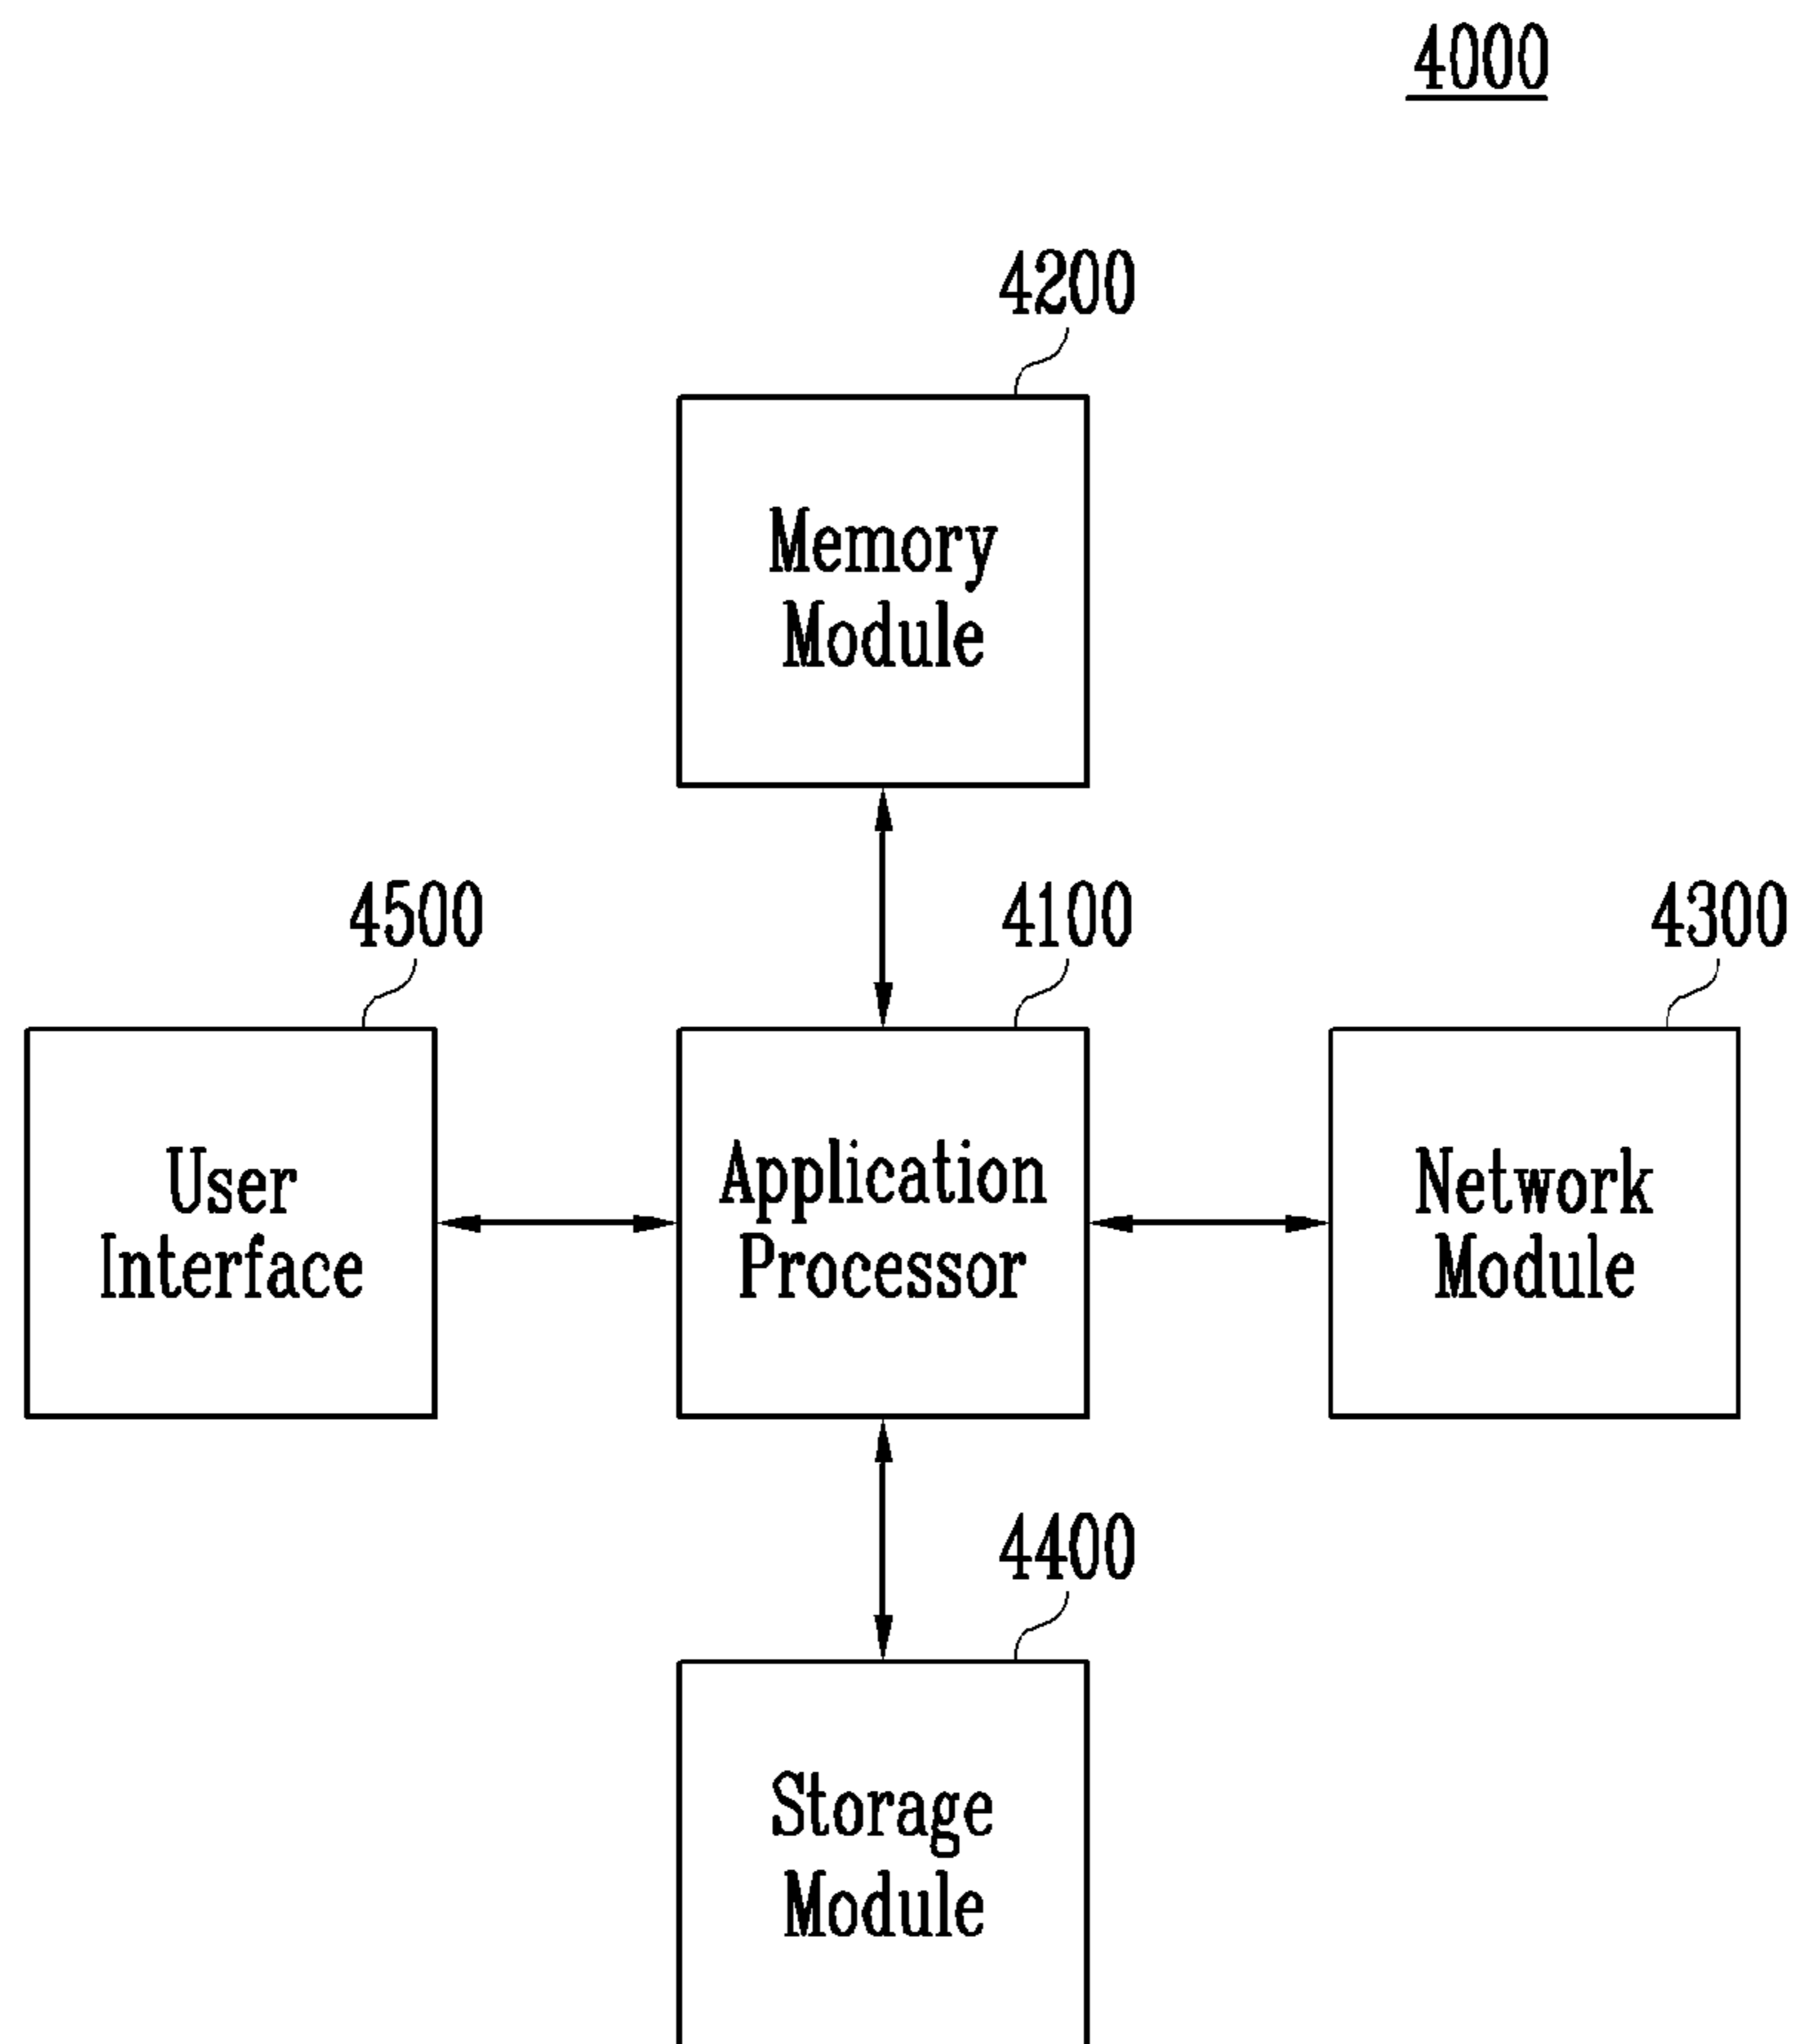 4000
4200
Memory
Module
4500
4100
4300
User
Interface
Application
Processor
Network
Module
4400
Storage
Module